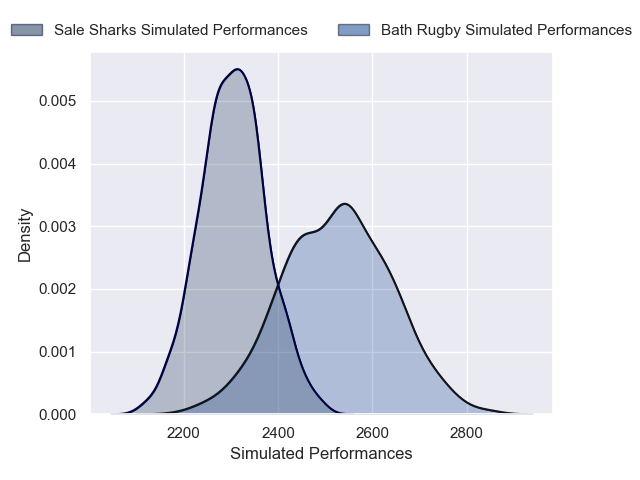 Sale Sharks Simulated Performances Bath Rugby Simulated Performances
0.005
0.004
0.003
0.002
0.001
0.000
Density
2200 2400 2600 2800
Simulated Performances